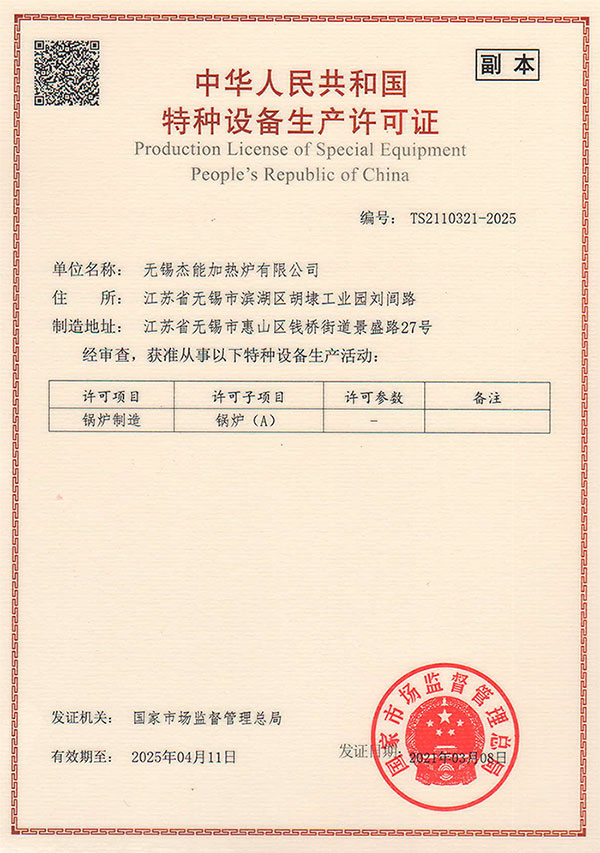 副 本
中华人民共和国
特种设备生产许可证
Production License of Special Equipment
People's Republic of China
编号： TS2110321-2025
单位名称： 无锡杰能加热炉有限公司
住 所： 江苏省无锡市滨湖区胡埭工业园刘闾路
制造地址： 江苏省无锡市惠山区钱桥街道景盛路27号
经审查，获准从事以下特种设备生产活动：
许可项目 许可子项目 许可参数 备注
锅炉制造 锅炉（A） -
国家市场监督管理总局
发证机关： 国家市场监督管理总局
发证日期： 2021年03月08日
有效期至： 2025年04月11日